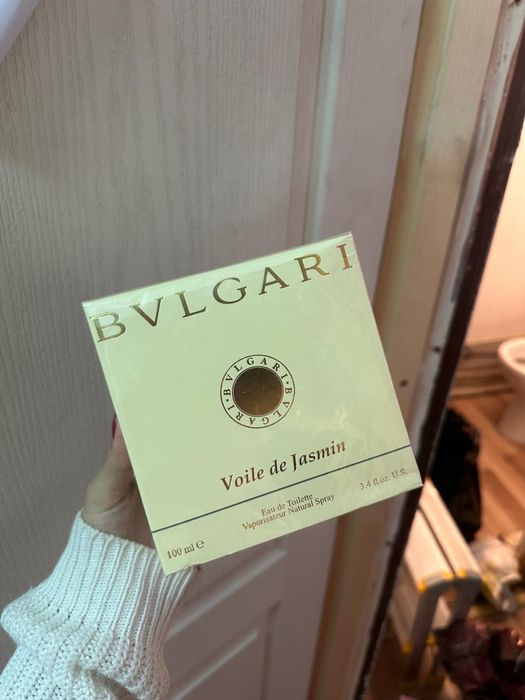 BVLGARI
BVLGARI · BVLGARI ·
Voile de Jasmin
Eau de Toilette
Vaporisateur Natural Spray
100 ml ℮
3.4 fl.oz. U.S.